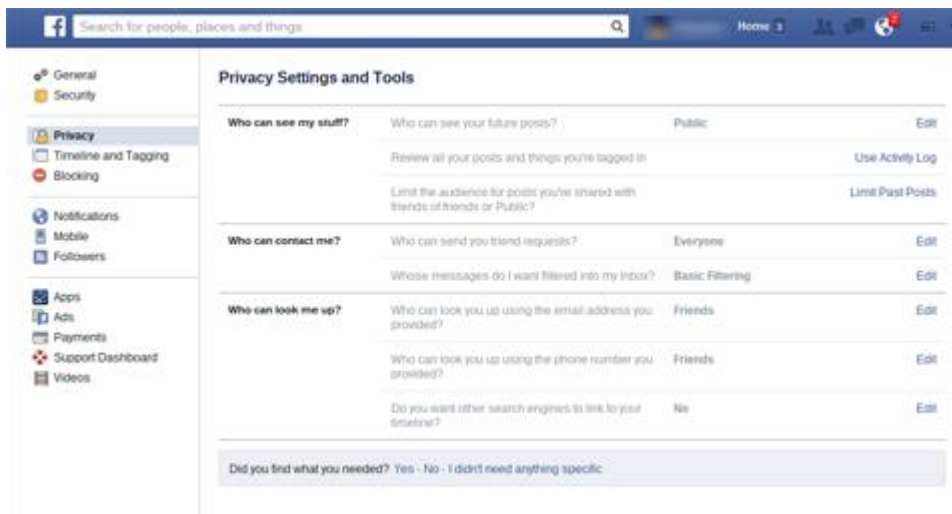 f
Search for people, places and things
Home
General
Security
Privacy
Timeline and Tagging
Blocking
Notifications
Mobile
Followers
Apps
Ads
Payments
Support Dashboard
Videos
Privacy Settings and Tools
Who can see my stuff? Who can see your future posts? Public Edit
Review all your posts and things you're tagged in Use Activity Log
Limit the audience for posts you've shared with Limit Past Posts
friends of friends or Public?
Who can contact me? Who can send you friend requests? Everyone Edit
Whose messages do I want filtered into my inbox? Basic Filtering Edit
Who can look me up? Who can look you up using the email address you Friends Edit
provided?
Who can look you up using the phone number you Friends Edit
provided?
Do you want other search engines to link to your No Edit
timeline?
Did you find what you needed? Yes - No - I didn't need anything specific